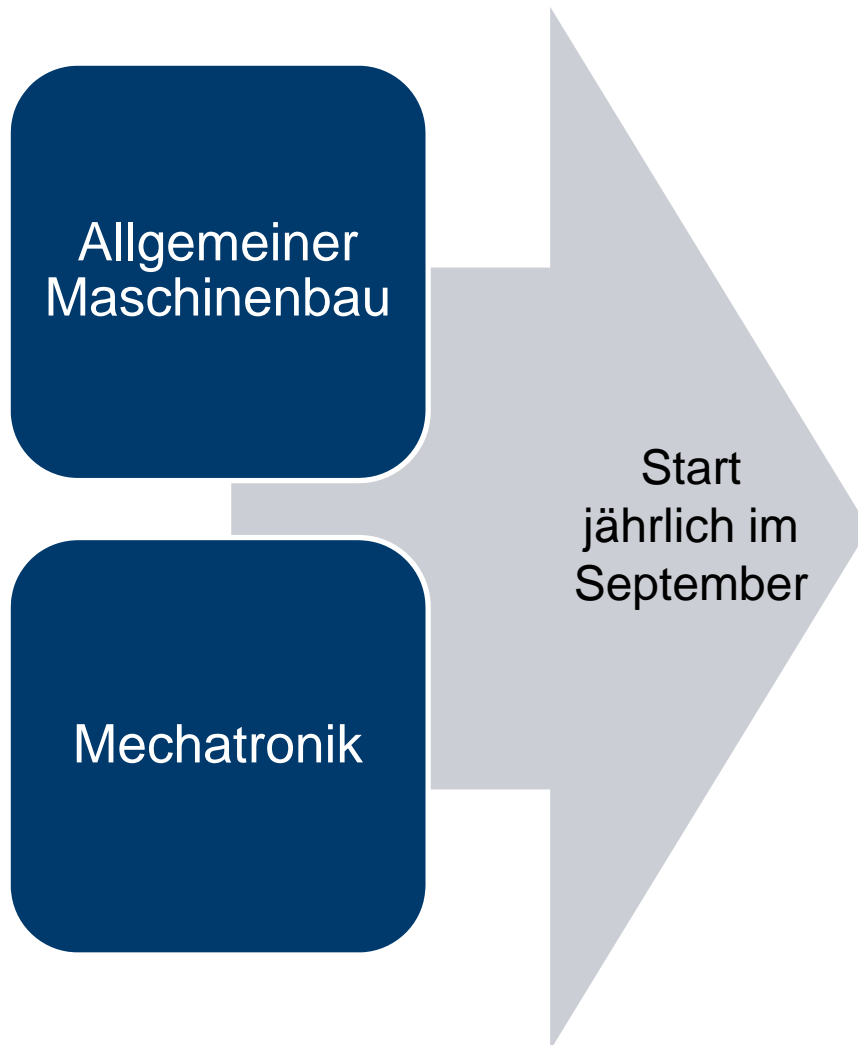 Allgemeiner
Maschinenbau
Mechatronik
Start
jährlich im
September